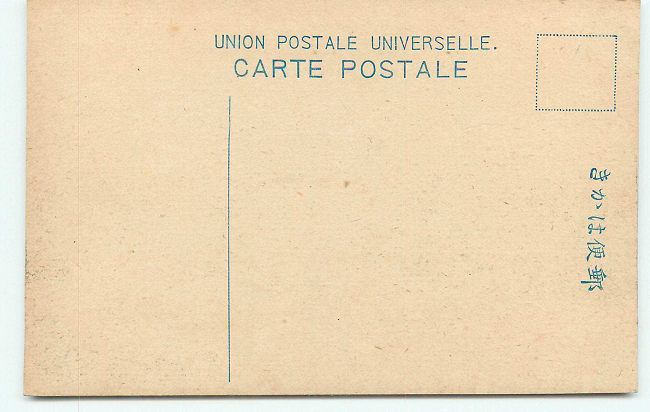 UNION POSTALE UNIVERSELLE.
CARTE POSTALE
郵便はかき